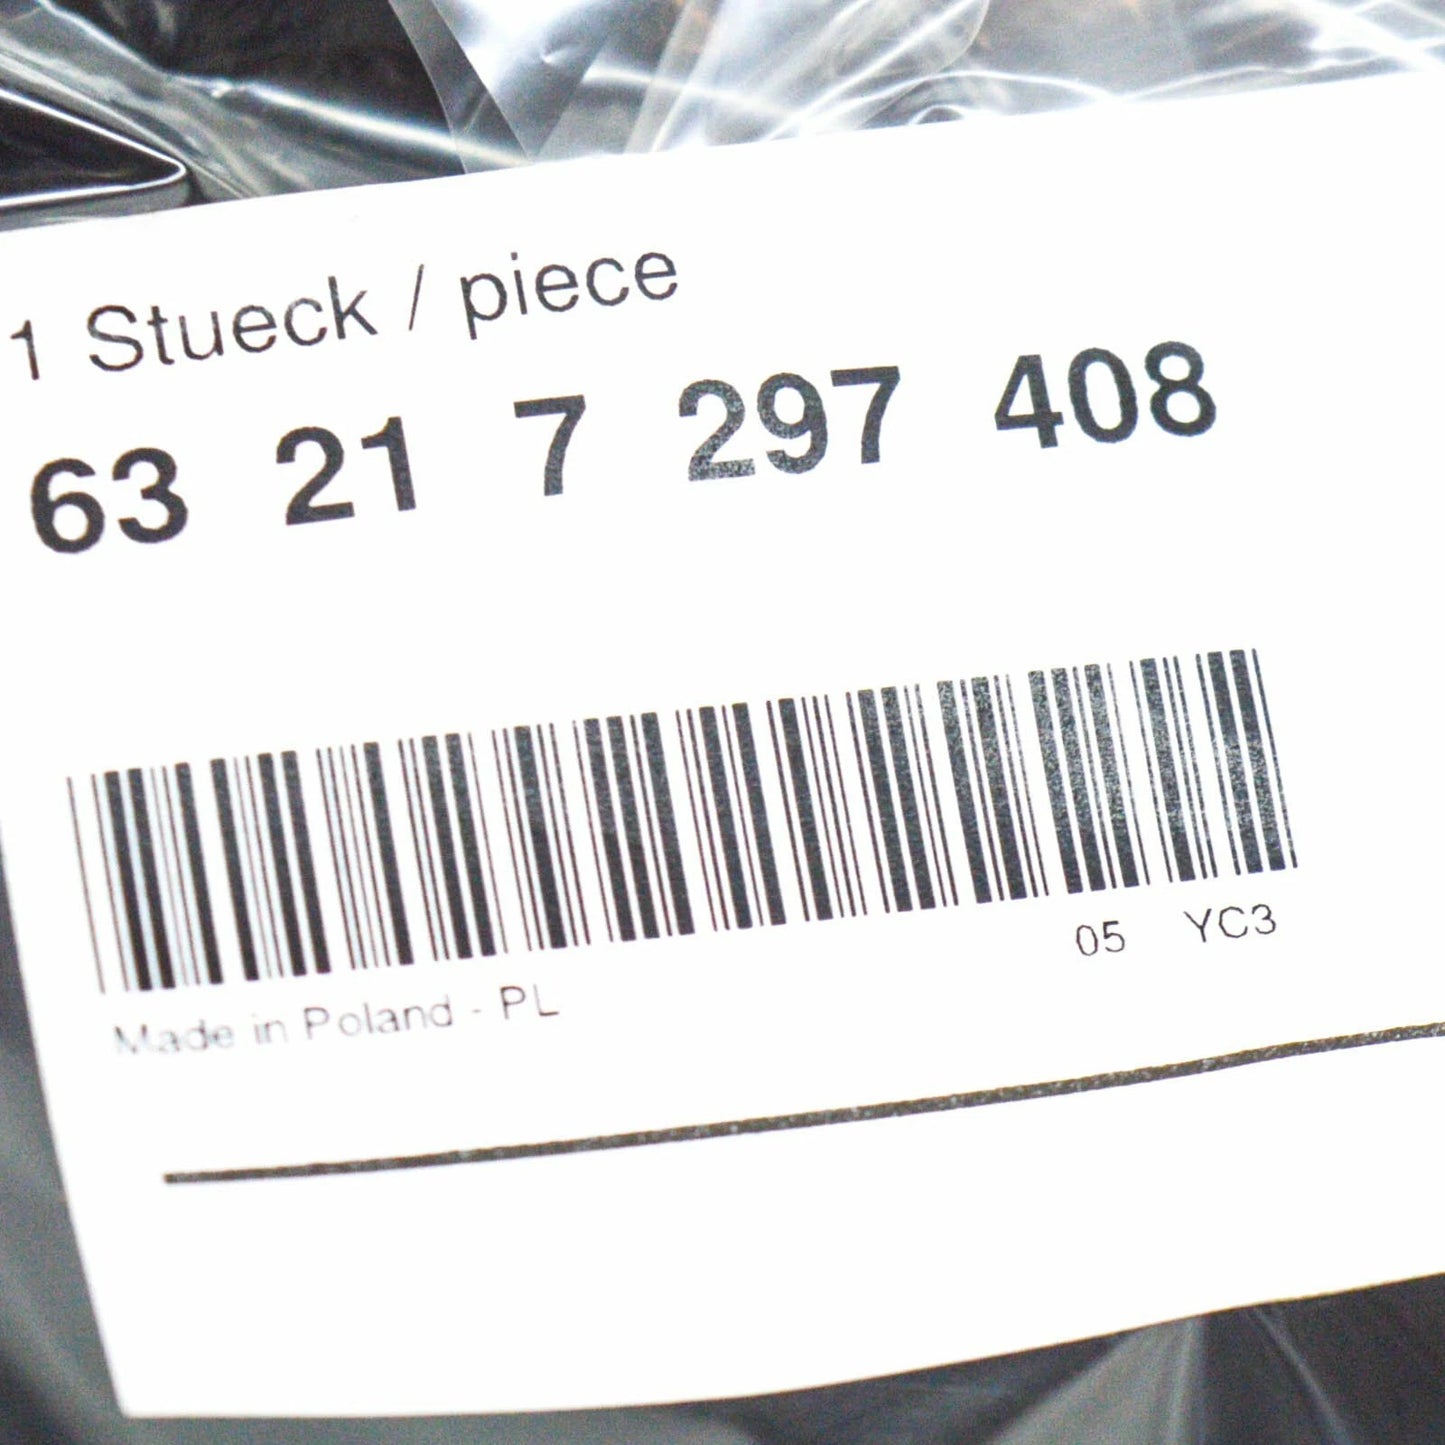 1 Stueck / piece
63 21 7 297 408
05 YC3
Made in Poland - PL